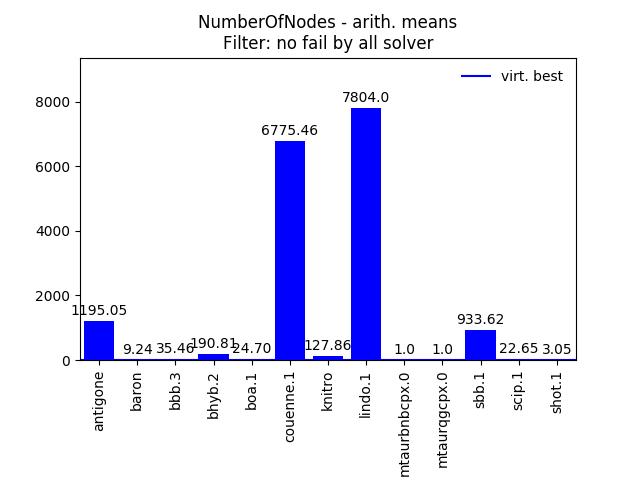 NumberOfNodes - arith. means
Filter: no fail by all solver
virt. best
8000
6000
4000
2000
0
1195.05
9.24
35.46
190.81
24.70
6775.46
127.86
7804.0
1.0
1.0
933.62
22.65
3.05
antigone
baron
bbb.3
bhyb.2
boa.1
couenne.1
knitro
lindo.1
mtaurbnbcpx.0
mtaurqgcpx.0
sbb.1
scip.1
shot.1